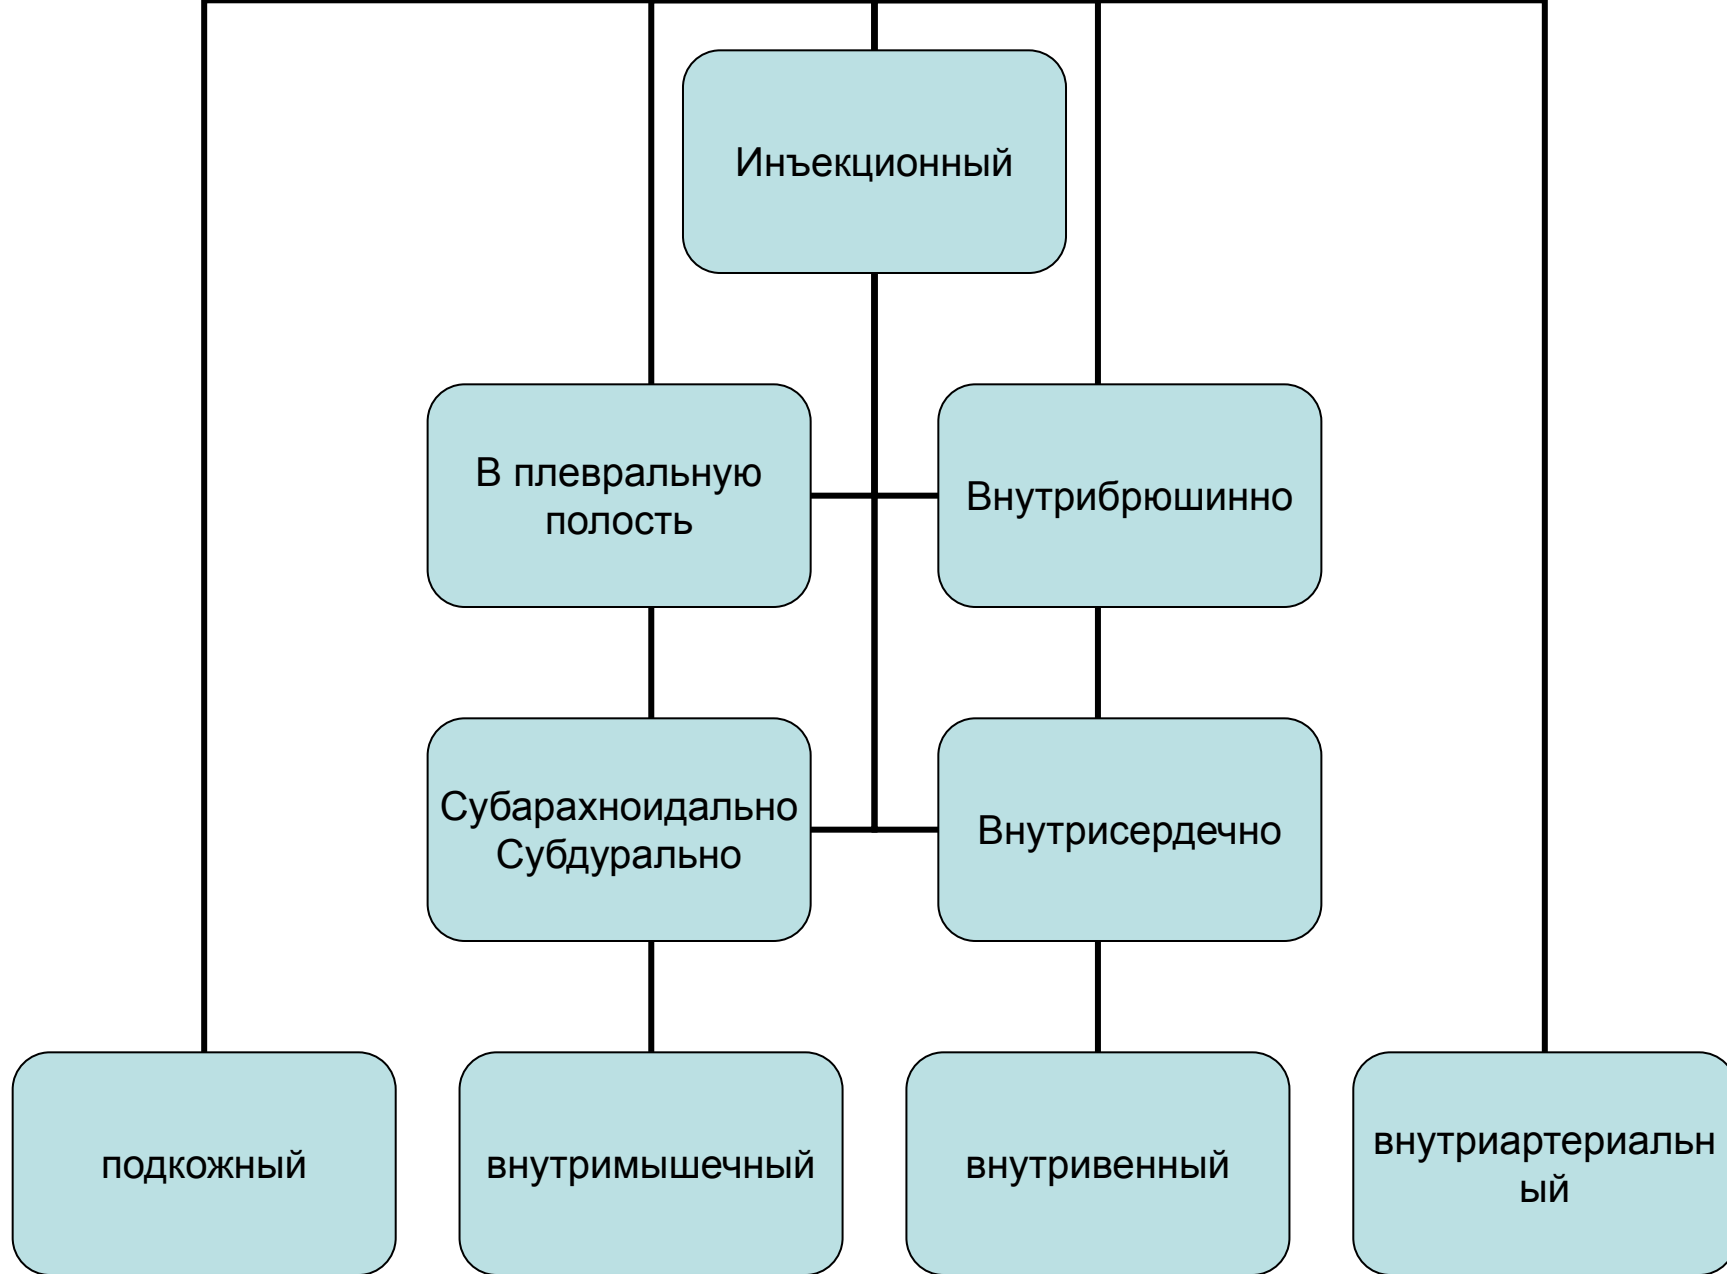 Инъекционный
В плевральную
полость
Внутрибрюшинно
Субарахноидально
Субдурально
Внутрисердечно
подкожный
внутримышечный
внутривенный
внутриартериальн
ый